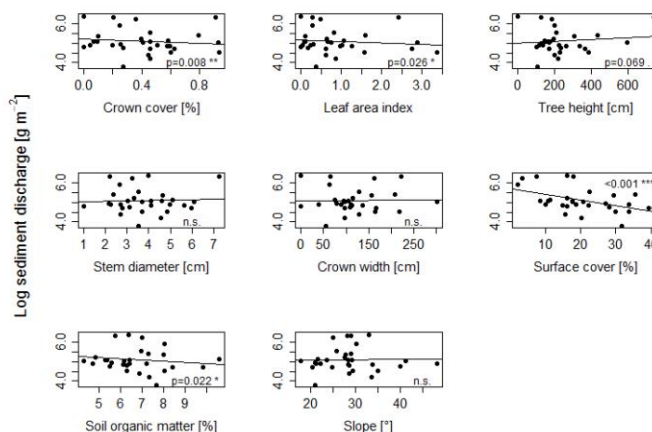 Log sediment discharge [g m⁻²]
4.0 6.0
p=0.008 **
0.0 0.4 0.8
Crown cover [%]
4.0 6.0
p=0.026 *
0.0 1.0 2.0 3.0
Leaf area index
4.0 6.0
p=0.069 .
0 200 400 600
Tree height [cm]
4.0 6.0
n.s.
1 2 3 4 5 6 7
Stem diameter [cm]
4.0 6.0
n.s.
0 50 150 250
Crown width [cm]
4.0 6.0
<0.001 ***
10 20 30 40
Surface cover [%]
4.0 6.0
p=0.022 *
5 6 7 8 9
Soil organic matter [%]
4.0 6.0
n.s.
20 30 40
Slope [°]